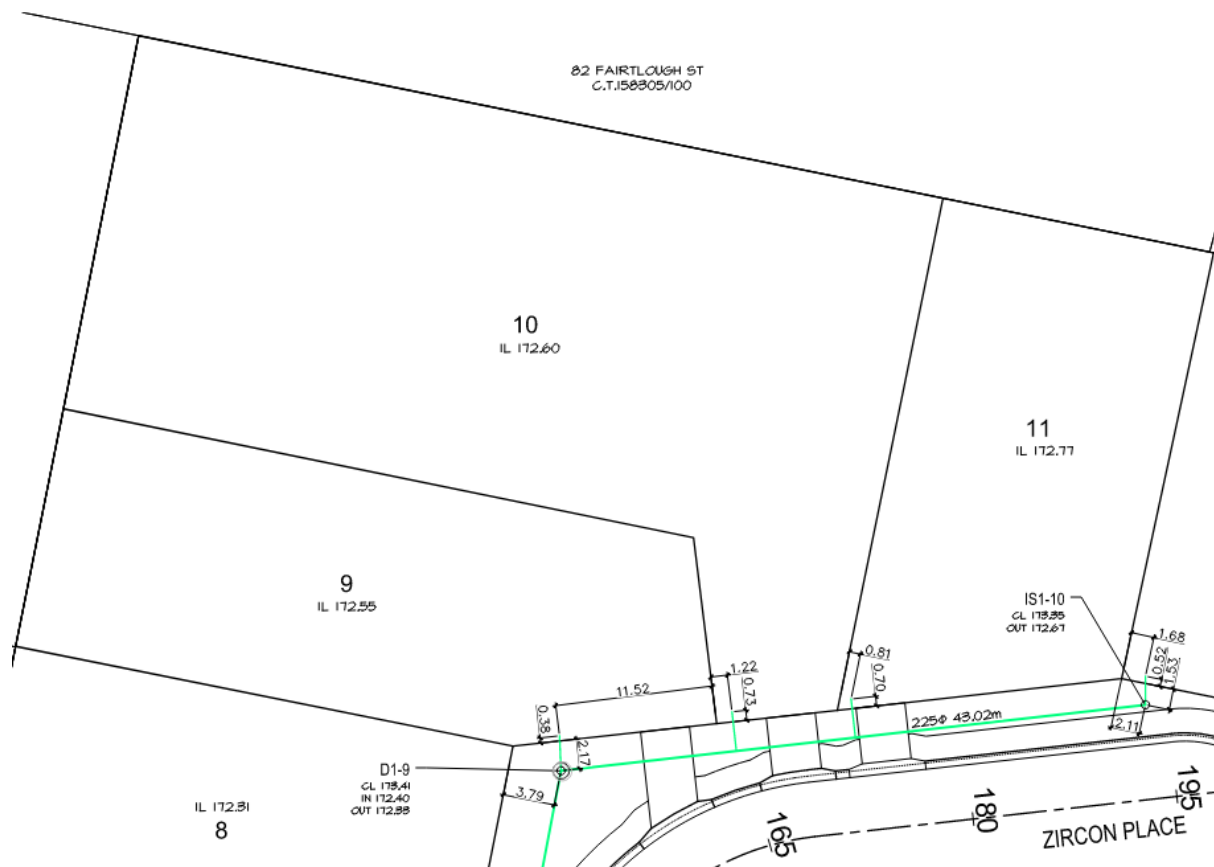 82 FAIRTLOUGH ST
C.T.158305/100
10
IL 172.60
11
IL 172.77
9
IL 172.55
IS1-10
CL 173.35
OUT 172.67
1.68
0.52
1.53
0.81
0.70
1.22
0.73
11.52
0.38
2.17
225Φ 43.02m
2.11
D1-9
CL 173.41
IN 172.40
OUT 172.38
3.79
IL 172.31
8
165
180
195
ZIRCON PLACE